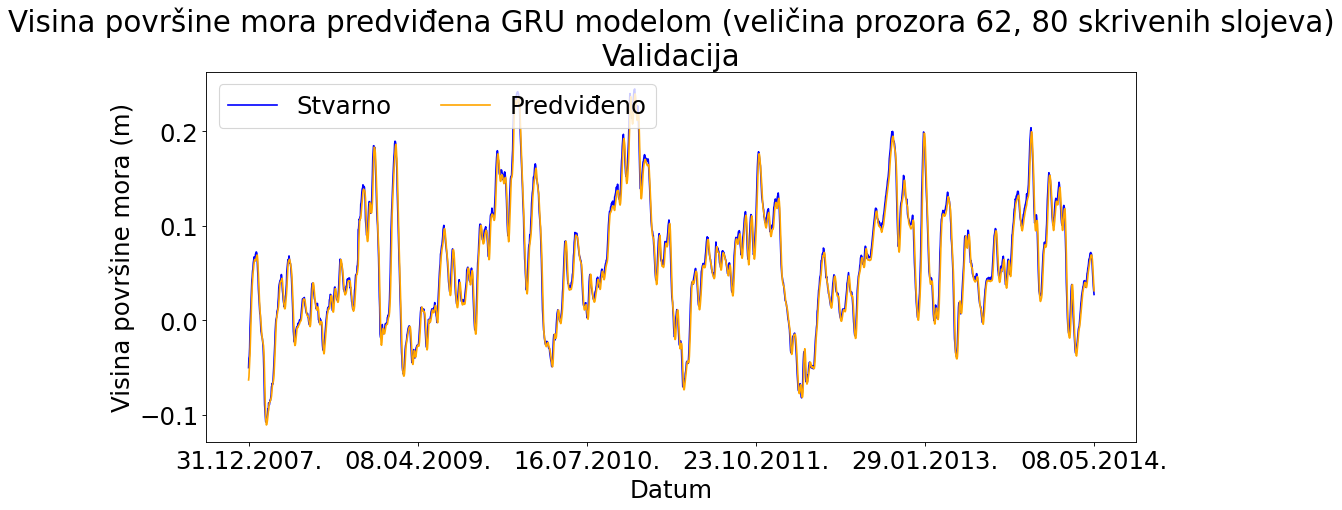 Visina površine mora predviđena GRU modelom (veličina prozora 62, 80 skrivenih slojeva)
Validacija
Stvarno Predviđeno
Visina površine mora (m)
0.2
0.1
0.0
−0.1
31.12.2007. 08.04.2009. 16.07.2010. 23.10.2011. 29.01.2013. 08.05.2014.
Datum